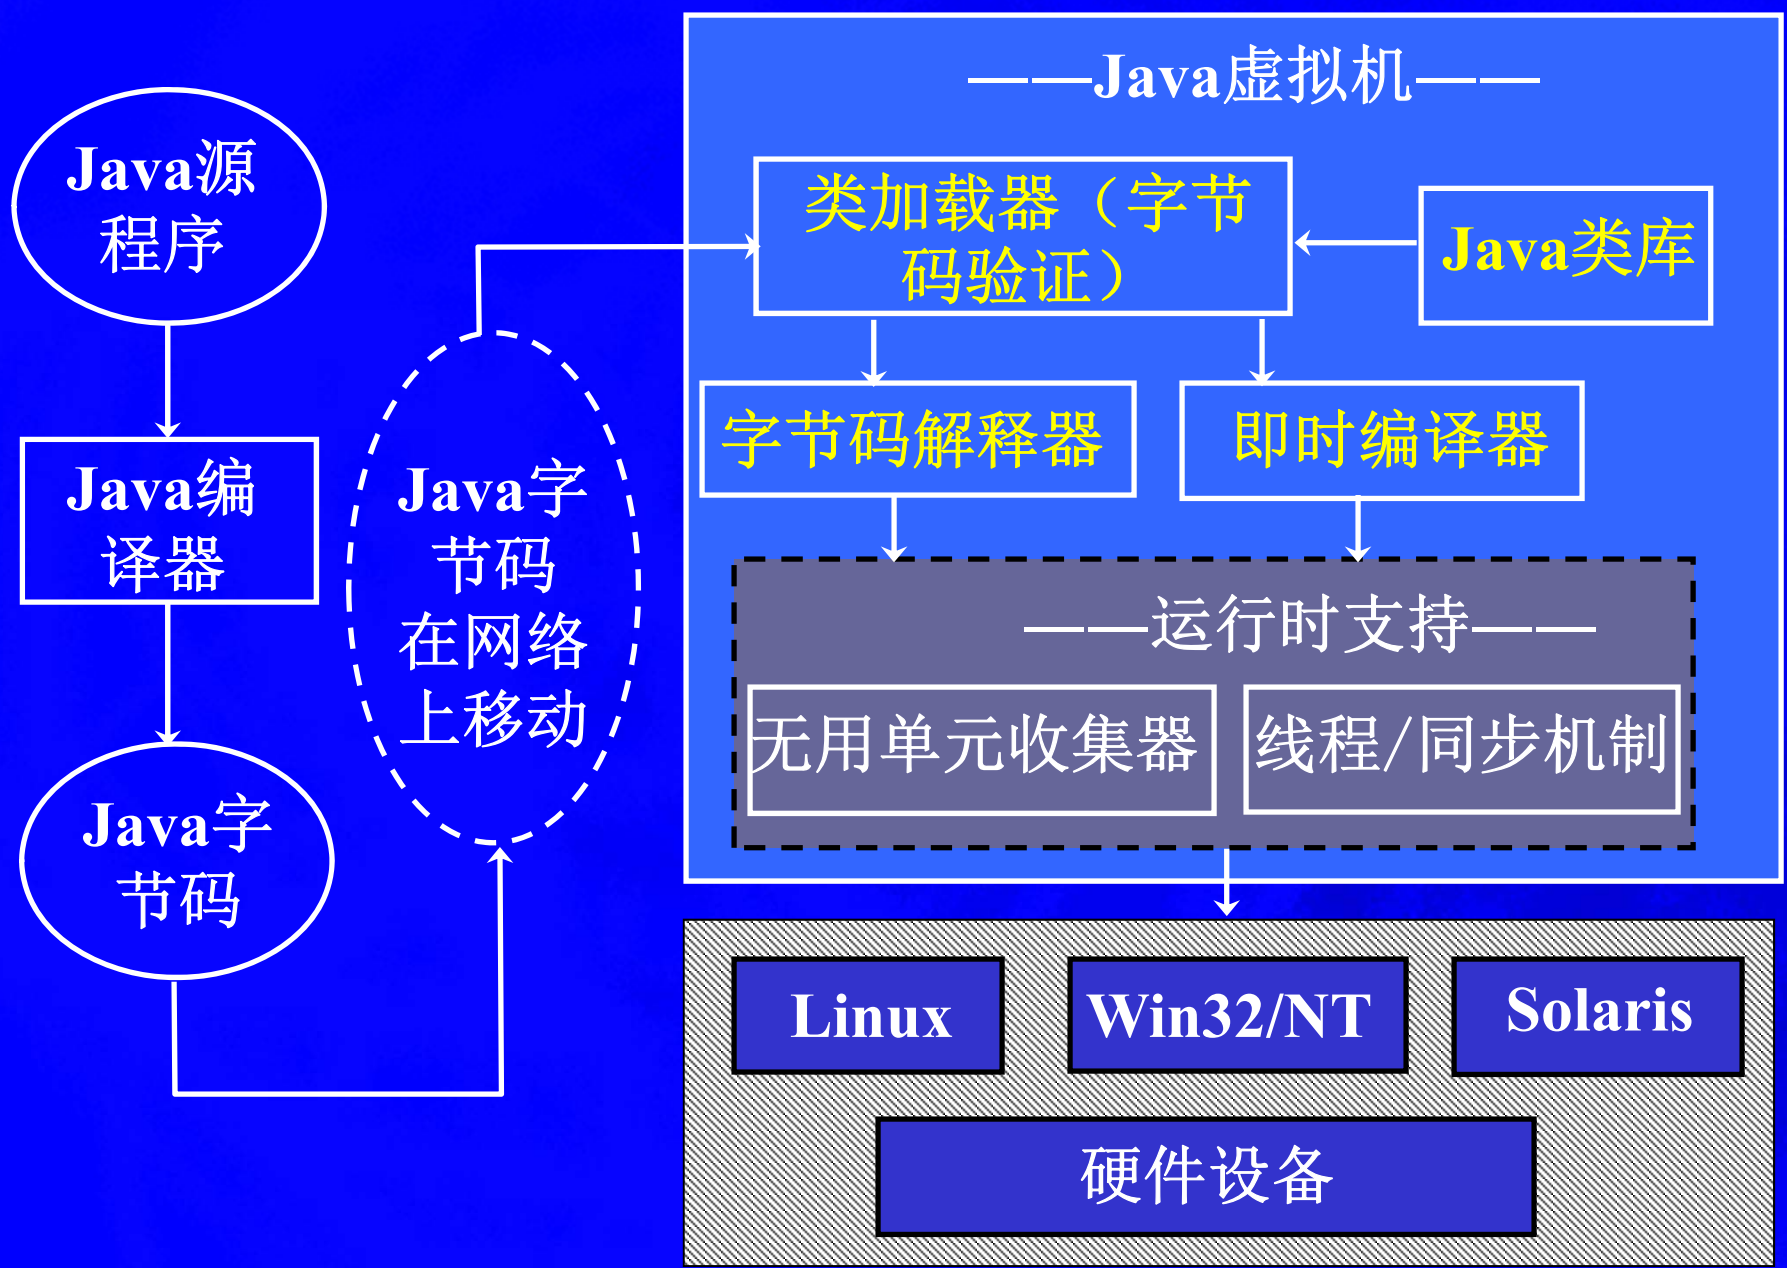 Java源
程序
Java编
译器
Java字
节码
Java字
节码
在网络
上移动
——Java虚拟机——
类加载器（字节
码验证）
Java类库
字节码解释器
即时编译器
——运行时支持——
无用单元收集器
线程/同步机制
Linux
Win32/NT
Solaris
硬件设备